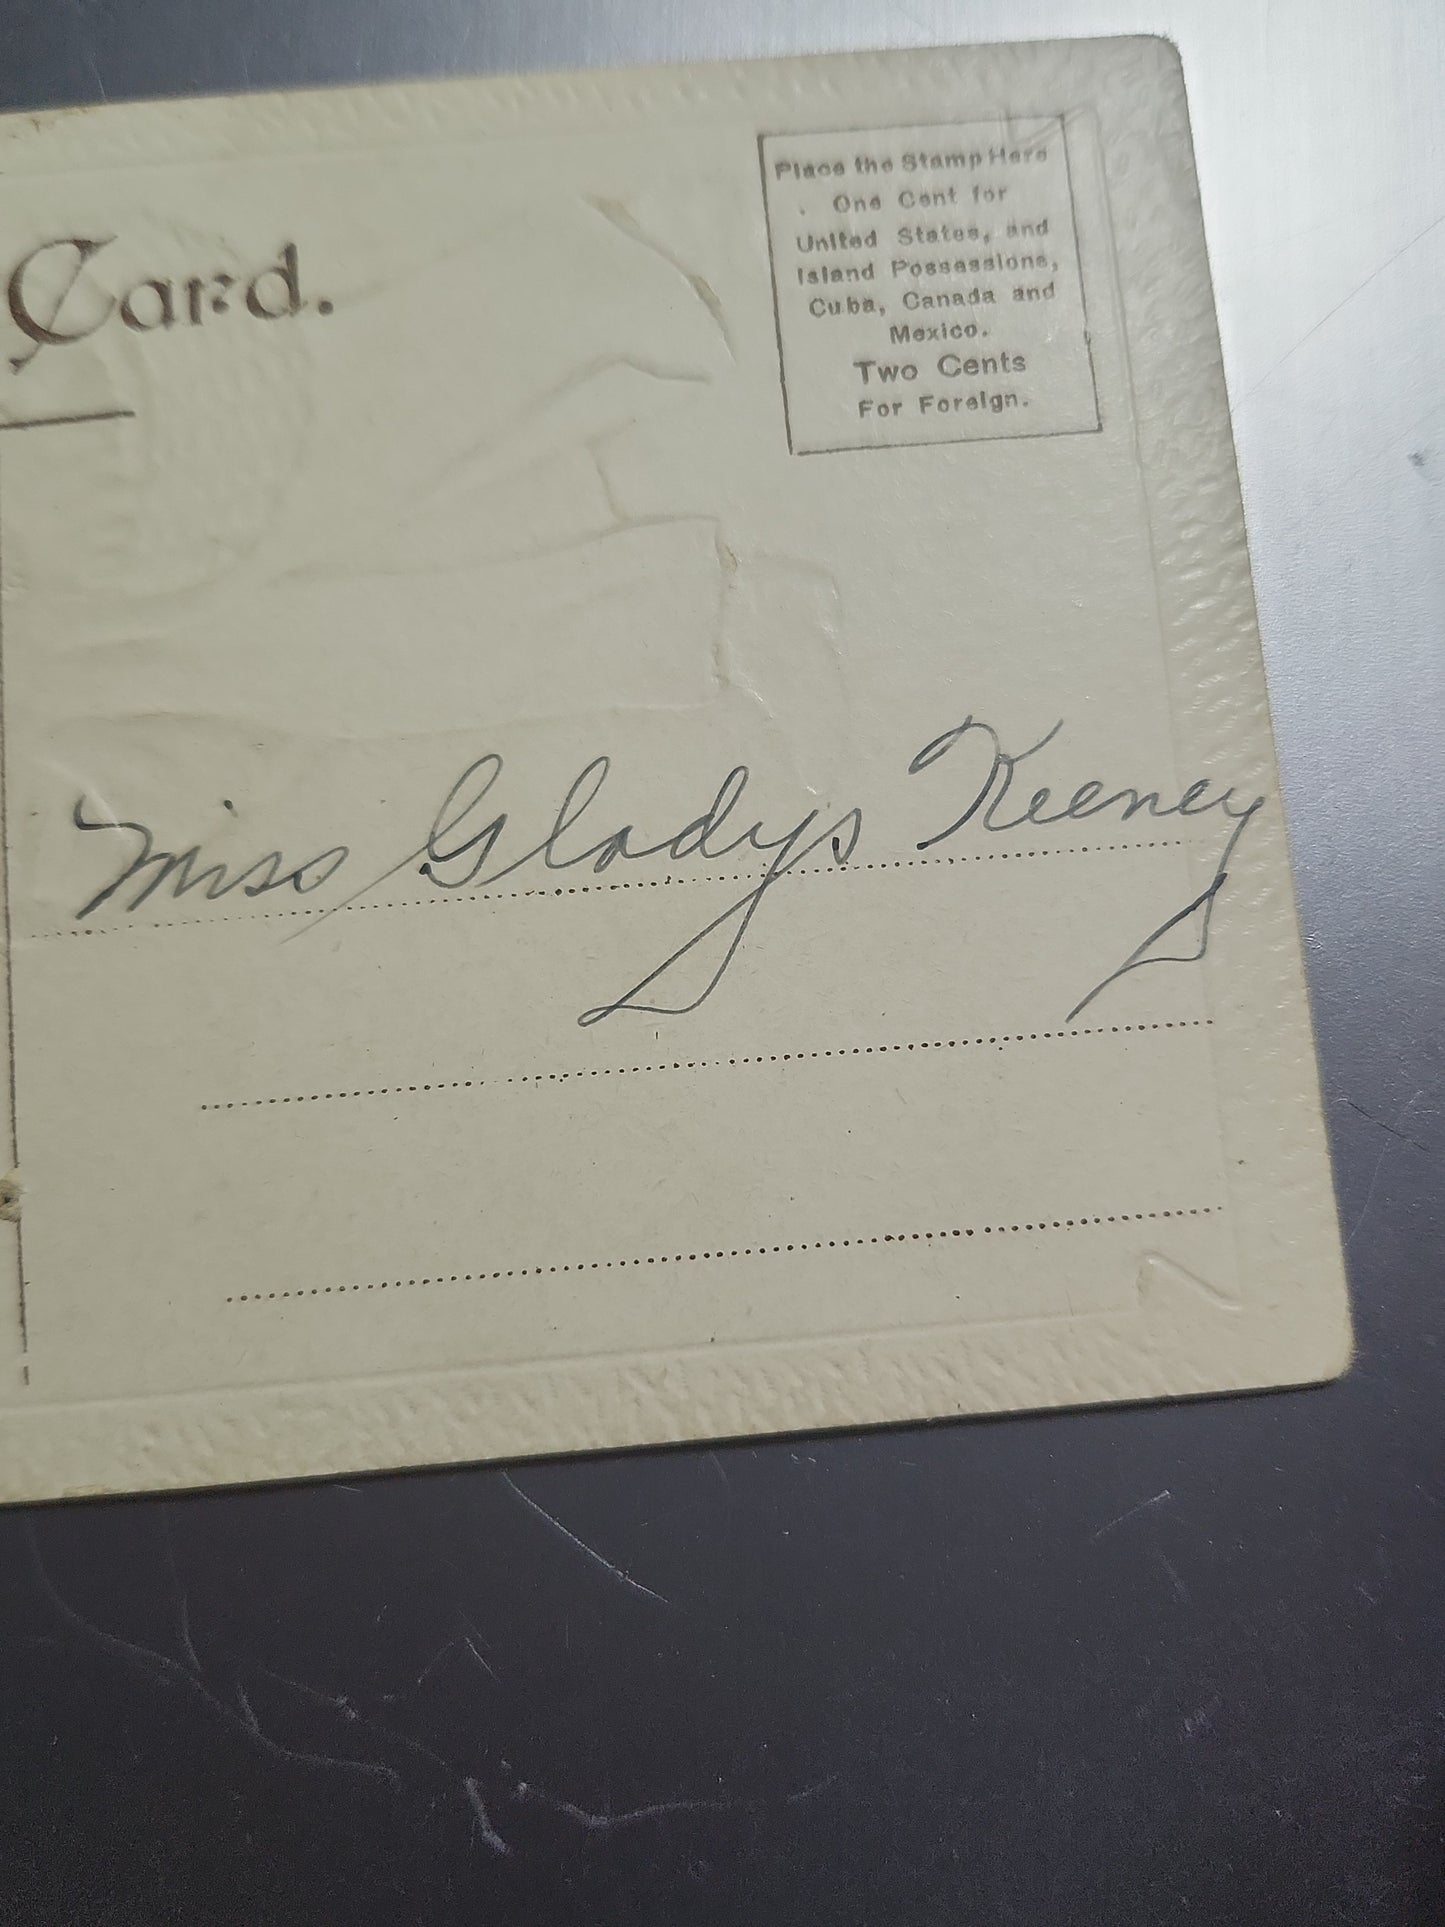 Card.
Place the Stamp Here
One Cent for
United States, and
Island Possessions,
Cuba, Canada and
Mexico.
Two Cents
For Foreign.
Miss Gladys Keeney